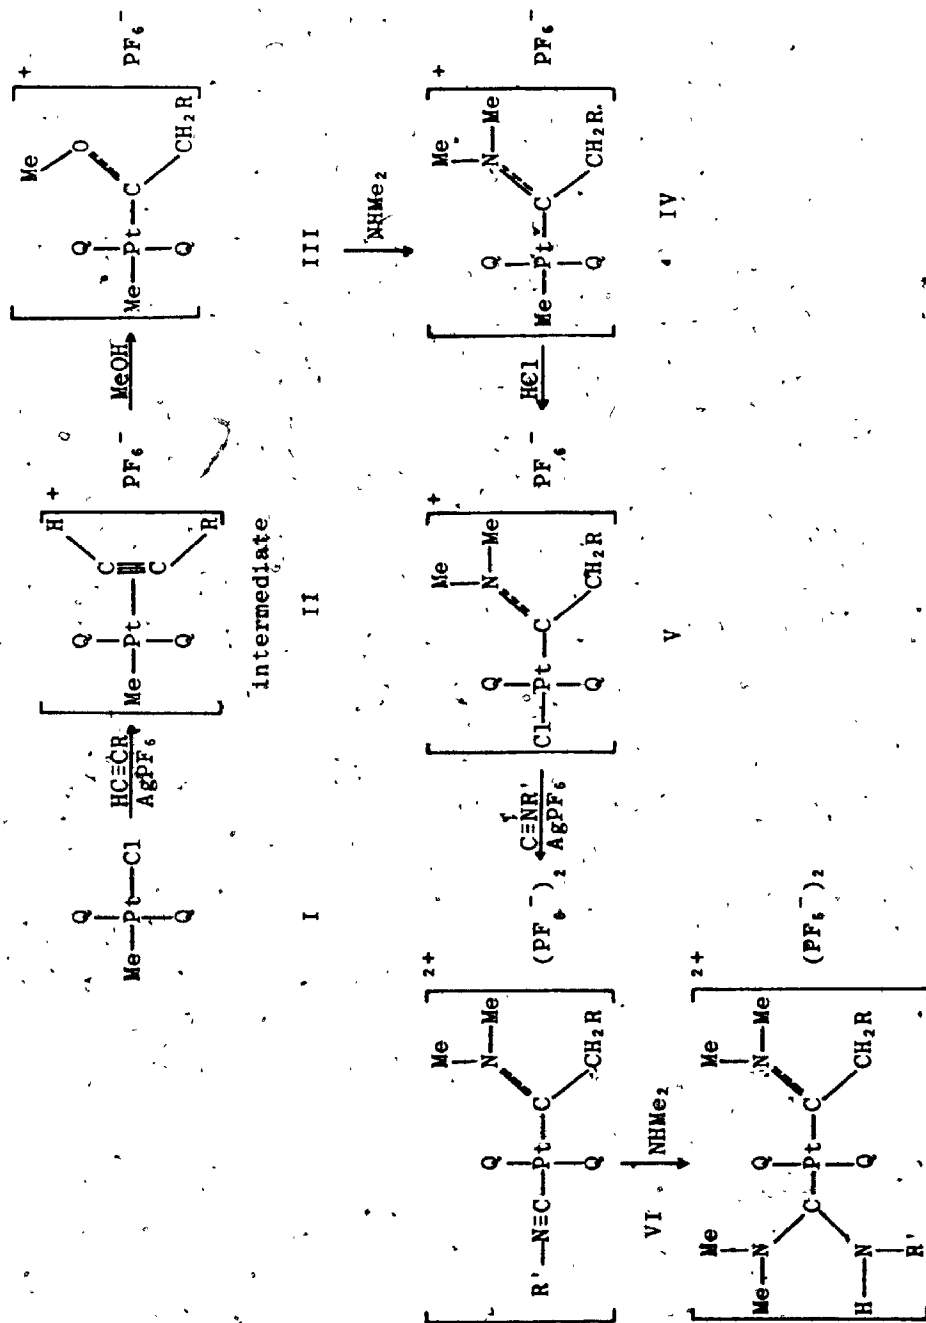 Me +
H +
Q Q Q O
C
HC≡CR MeOH
Me—Pt—Cl Me—Pt PF₆⁻ Me—Pt—C PF₆⁻
AgPF₆
C
Q Q Q CH₂R
R
intermediate
I II III
NHMe₂
2+ + +
Me Me Me
Q N—Me Q N—Me Q N—Me
C≡NR' HCl
R'—N≡C—Pt—C (PF₆⁻)₂ Cl—Pt—C PF₆⁻ Me—Pt—C PF₆⁻
AgPF₆
Q CH₂R Q CH₂R Q CH₂R
VI NHMe₂ V IV
2+
Me Me
Me—N Q N—Me
C—Pt—C (PF₆⁻)₂
H—N Q CH₂R
R'